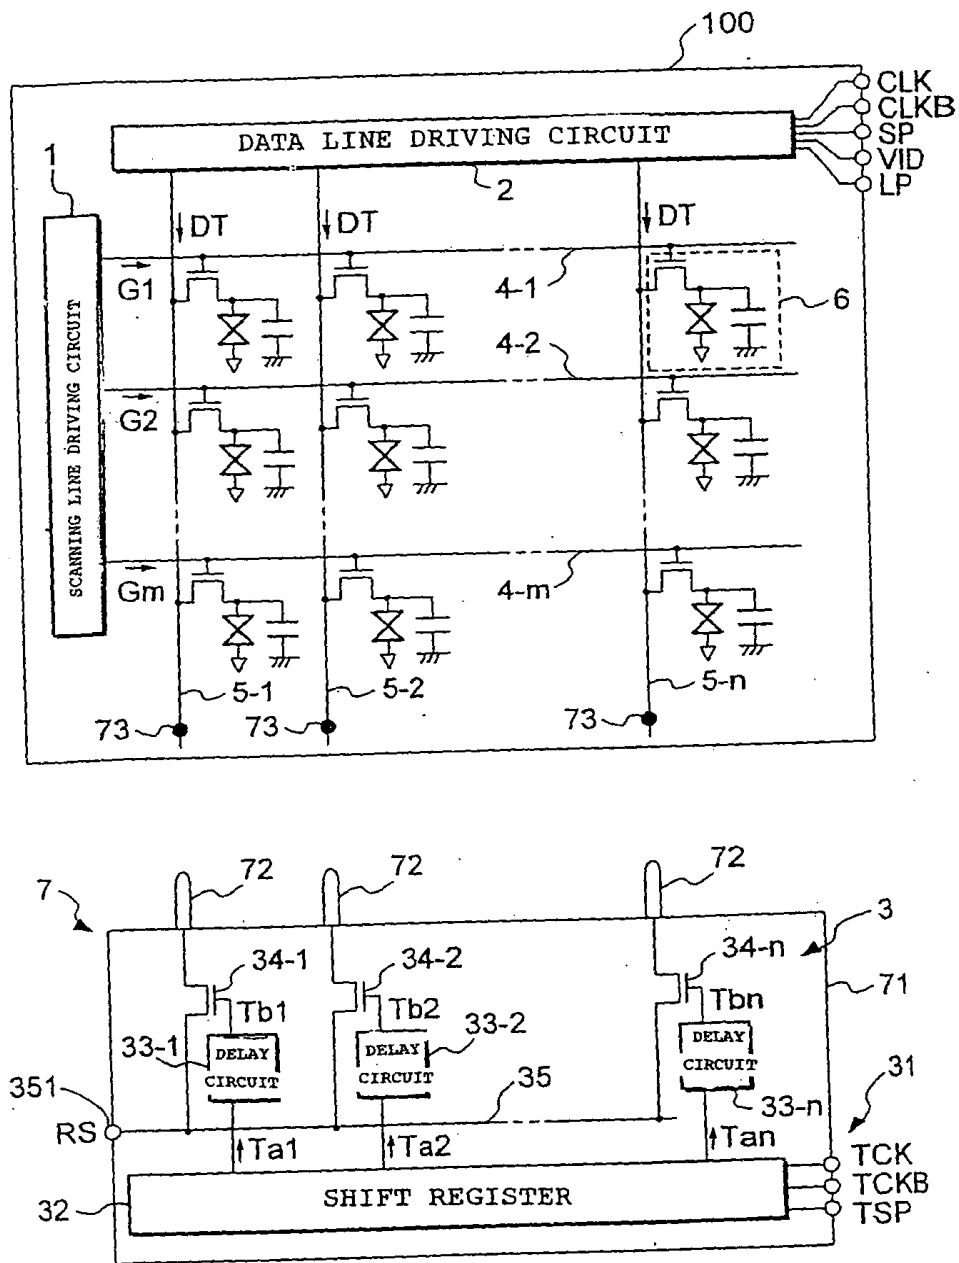 100
CLK
CLKB
SP
VID
LP
DATA LINE DRIVING CIRCUIT
1
2
DT
DT
DT
SCANNING LINE DRIVING CIRCUIT
G1
4-1
6
4-2
G2
Gm
4-m
5-1
5-2
5-n
73
73
73
72
72
72
7
3
34-1
34-2
34-n
71
Tb1
Tb2
Tbn
33-1
DELAY
CIRCUIT
DELAY
CIRCUIT
33-2
DELAY
CIRCUIT
33-n
351
35
31
RS
Ta1
Ta2
Tan
TCK
TCKB
TSP
32
SHIFT REGISTER